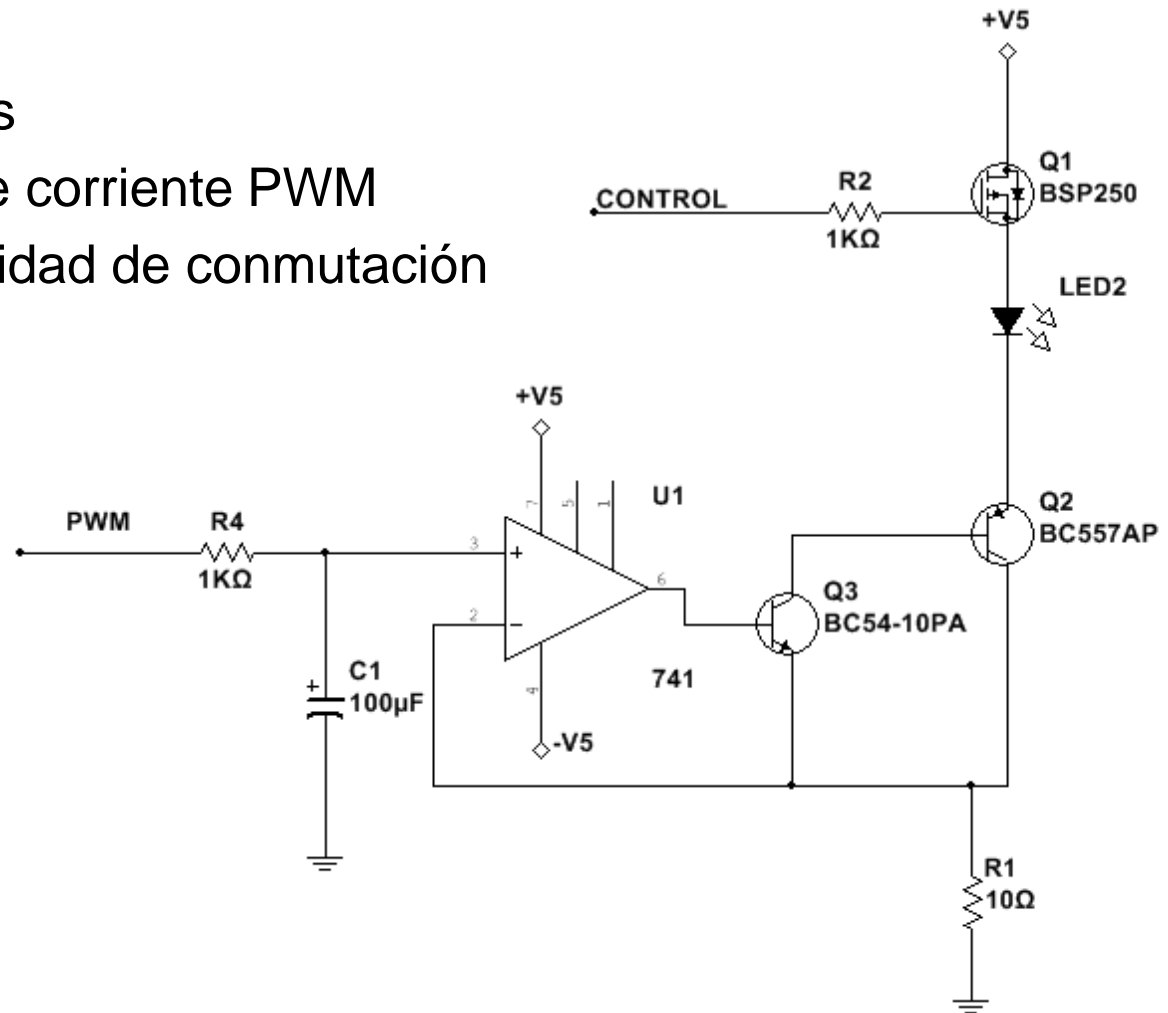 +V5
s
e corriente PWM
idad de conmutación
Q1
BSP250
R2
CONTROL
1KΩ
LED2
+V5
7
5
1
U1
Q2
BC557AP
PWM
R4
3
+
1KΩ
6
Q3
BC54-10PA
2
−
C1
+
100µF
4
741
-V5
R1
10Ω